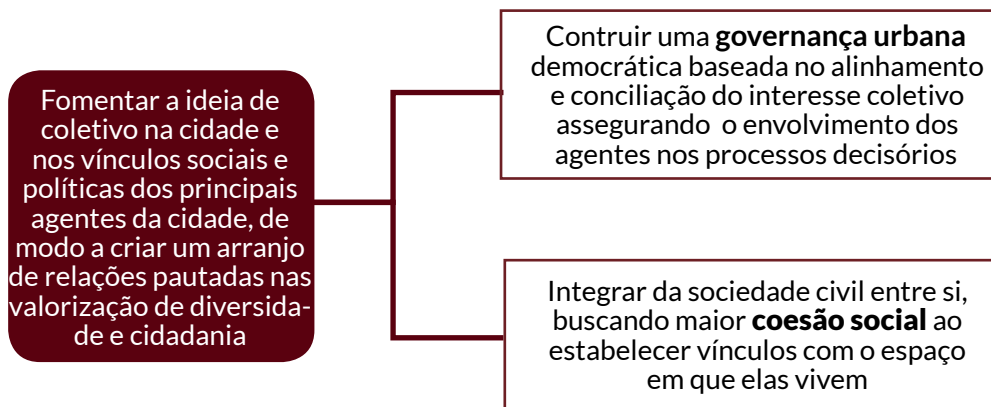 Fomentar a ideia de
coletivo na cidade e
nos vínculos sociais e
políticas dos principais
agentes da cidade, de
modo a criar um arranjo
de relações pautadas nas
valorização de diversida-
de e cidadania
Contruir uma governança urbana
democrática baseada no alinhamento
e conciliação do interesse coletivo
assegurando o envolvimento dos
agentes nos processos decisórios
Integrar da sociedade civil entre si,
buscando maior coesão social ao
estabelecer vínculos com o espaço
em que elas vivem